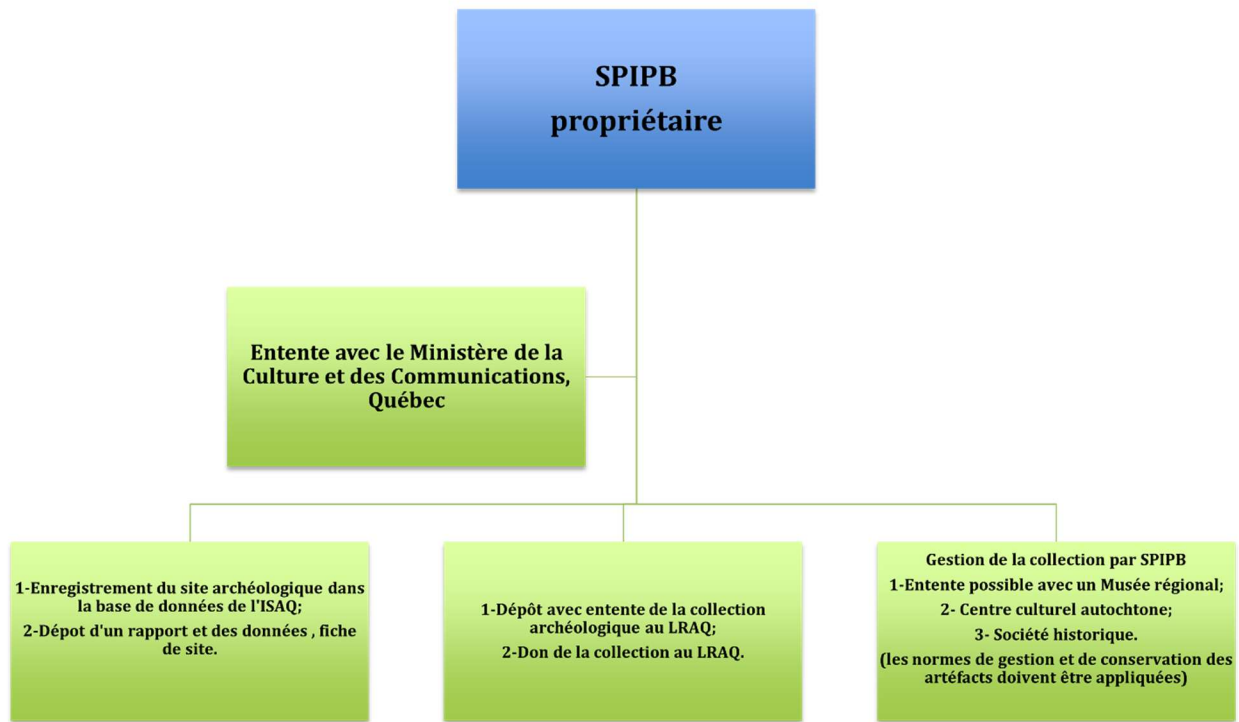 SPIPB
propriétaire
Entente avec le Ministère de la
Culture et des Communications,
Québec
1-Enregistrement du site archéologique dans
la base de données de l'ISAQ;
2-Dépot d'un rapport et des données , fiche
de site.
1-Dépôt avec entente de la collection
archéologique au LRAQ;
2-Don de la collection au LRAQ.
Gestion de la collection par SPIPB
1-Entente possible avec un Musée régional;
2- Centre culturel autochtone;
3- Société historique.
(les normes de gestion et de conservation des
artéfacts doivent être appliquées)